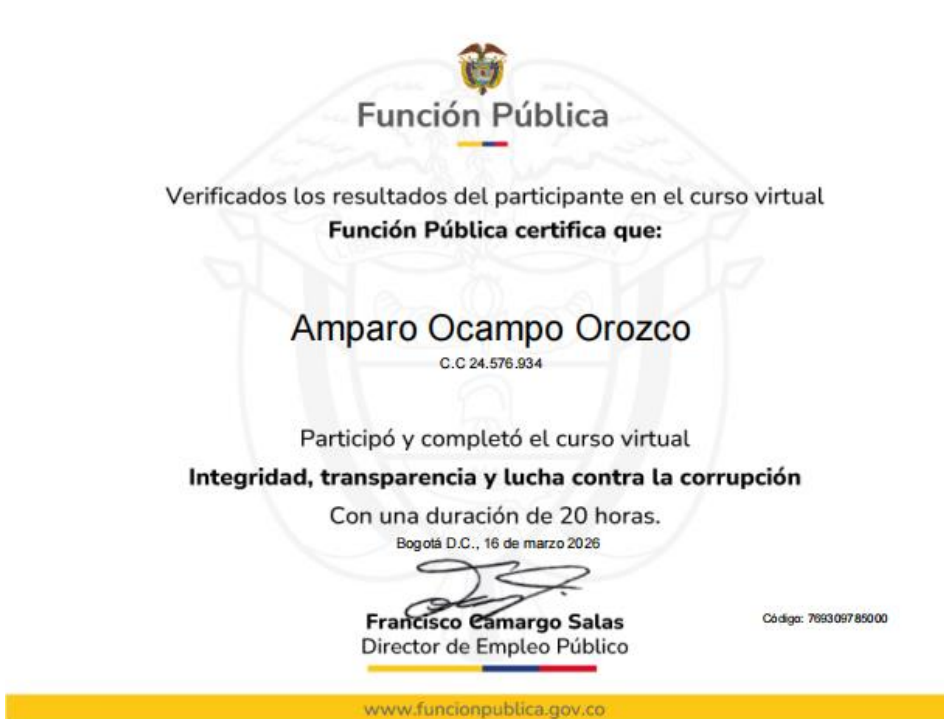 Función Pública
Verificados los resultados del participante en el curso virtual
Función Pública certifica que:
Amparo Ocampo Orozco
C.C 24.576.934
Participó y completó el curso virtual
Integridad, transparencia y lucha contra la corrupción
Con una duración de 20 horas.
Bogotá D.C., 16 de marzo 2026
Francisco Camargo Salas
Director de Empleo Público
Código: 769309785000
www.funcionpublica.gov.co